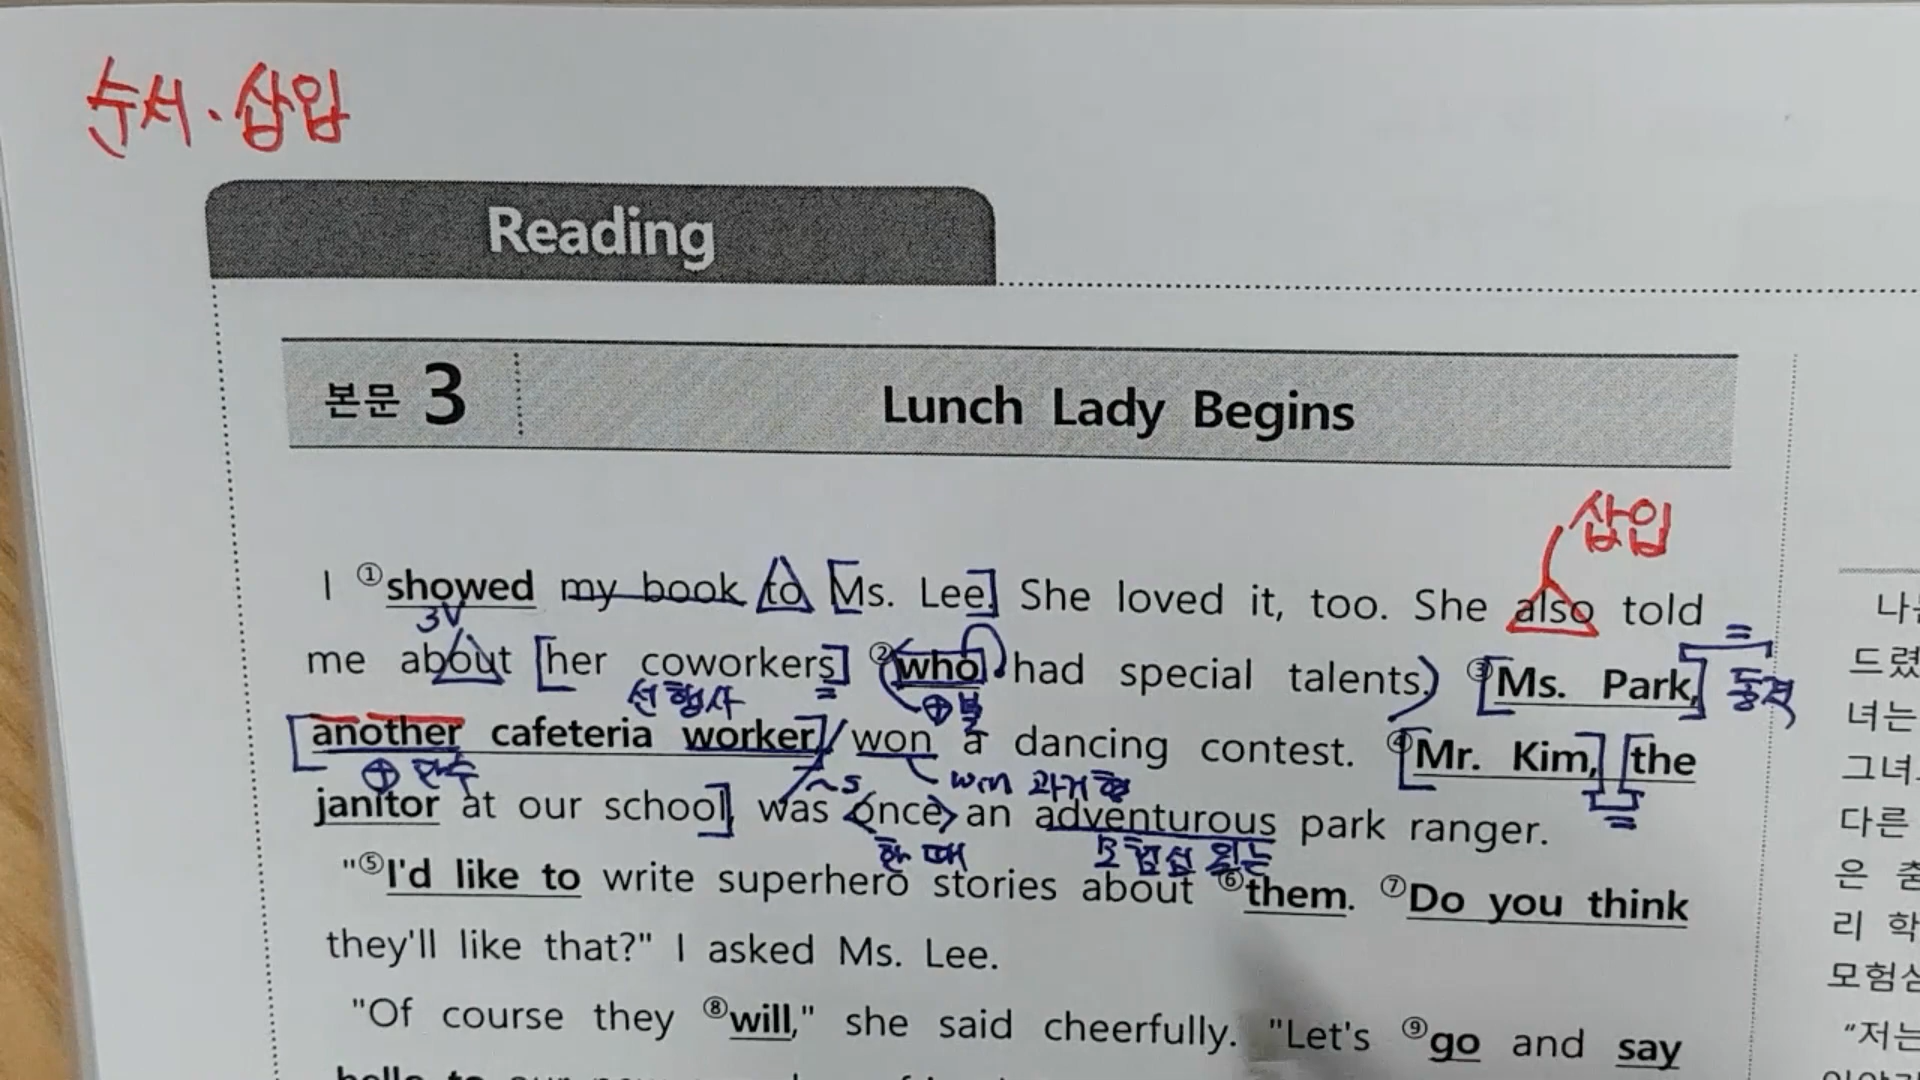 순서·삽입
Reading
본문 3 Lunch Lady Begins
삽입
I ①showed my book to Ms. Lee. She loved it, too. She also told
3V
me about her coworkers ②who had special talents. ③Ms. Park,
동격
선행사
another cafeteria worker, won a dancing contest. ④Mr. Kim, the
단수
~s
win 과거형
janitor at our school, was once an adventurous park ranger.
한 때
모험심 있는
"⑤I'd like to write superhero stories about ⑥them. ⑦Do you think
they'll like that?" I asked Ms. Lee.
"Of course they ⑧will," she said cheerfully. "Let's ⑨go and say
드렸
녀는
그녀
다른
은 춤
리 학
모험심
"저는